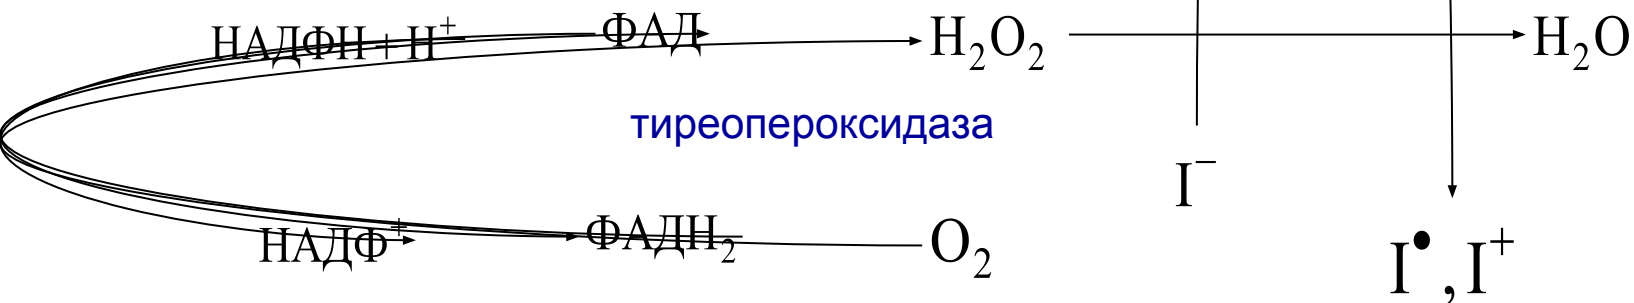 НАДФН + Н⁺ ФАД H₂O₂ H₂O
тиреопероксидаза
I⁻
НАДФ⁺ ФАДН₂ O₂
I•, I⁺